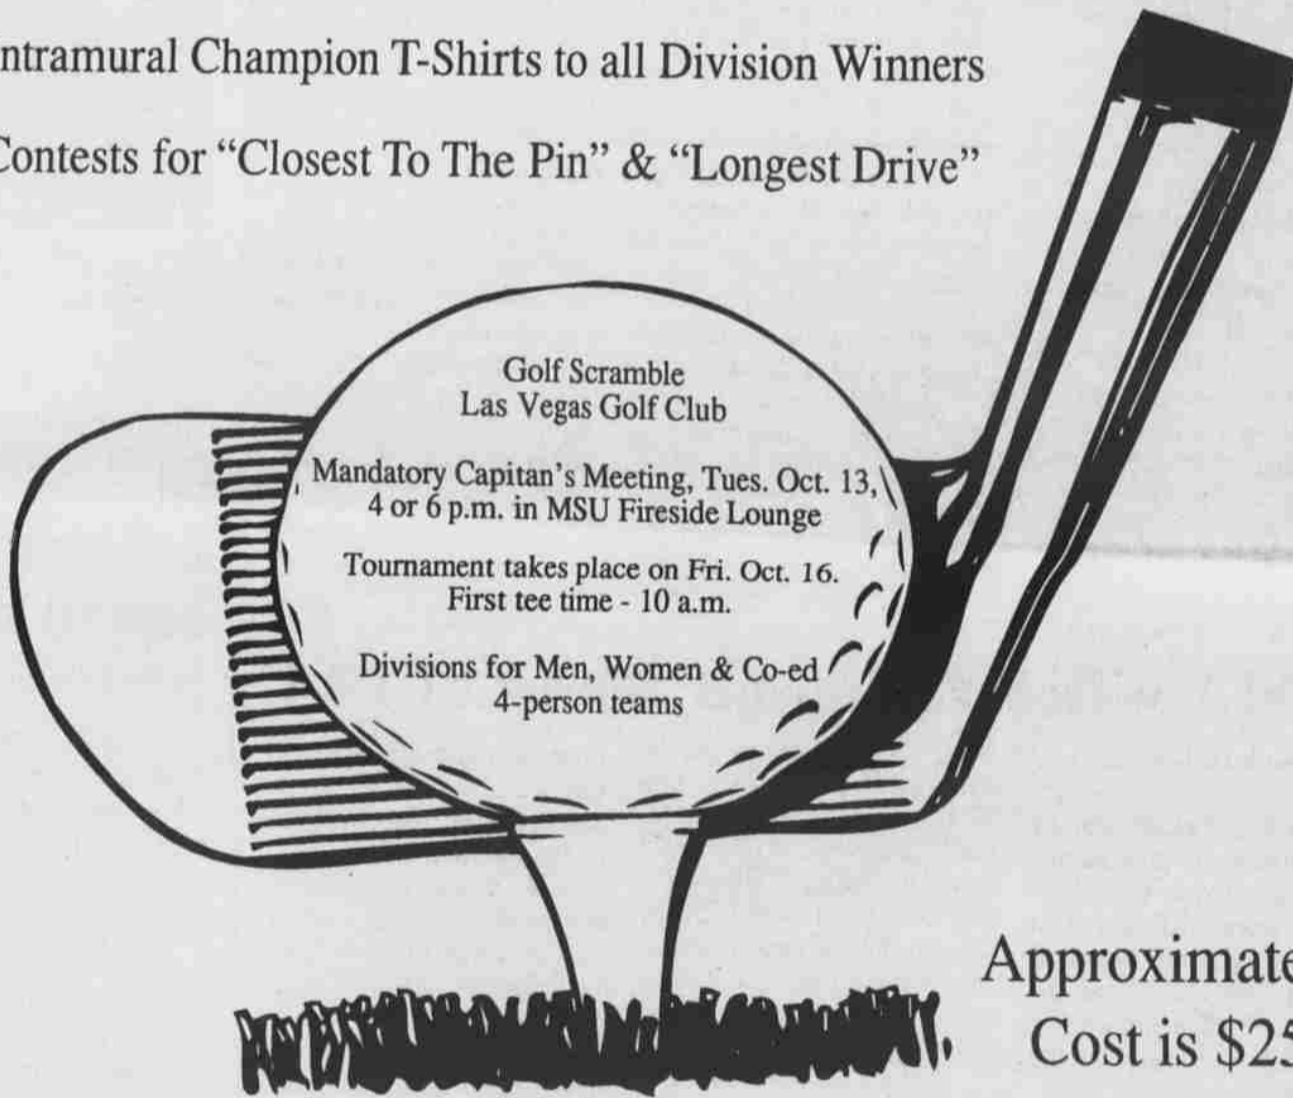 ntramural Champion T-Shirts to all Division Winners
Contests for “Closest To The Pin” & “Longest Drive”
Golf Scramble
Las Vegas Golf Club
Mandatory Capitan’s Meeting, Tues. Oct. 13,
4 or 6 p.m. in MSU Fireside Lounge
Tournament takes place on Fri. Oct. 16.
First tee time - 10 a.m.
Divisions for Men, Women & Co-ed
4-person teams
Approximate
Cost is $25